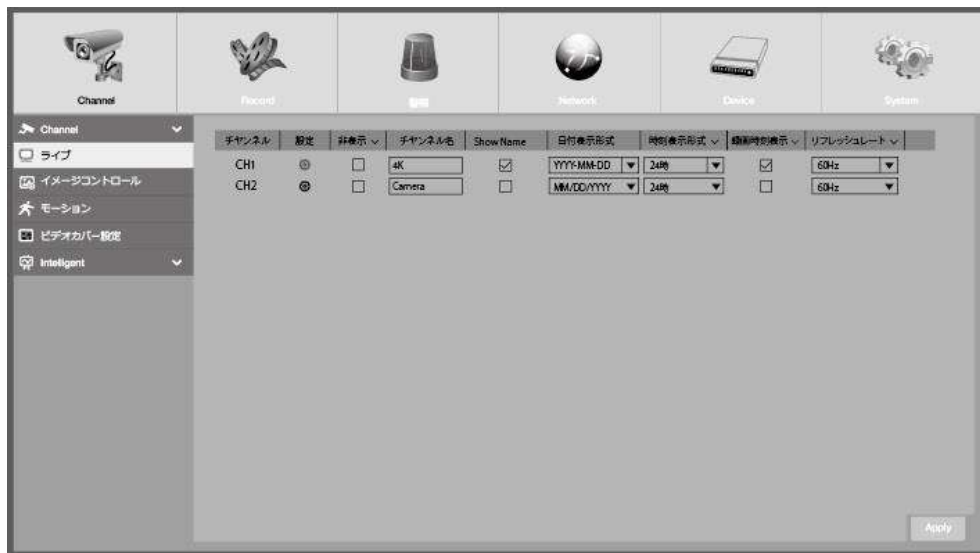 Channel
Record
Network
Device
System
Channel
ライブ
イメージコントロール
モーション
ビデオカバー設定
Intelligent
チャンネル 設定 非表示 チャンネル名 Show Name 日付表示形式 時刻表示形式 録画時刻表示 リフレッシュレート
CH1 4K YYYY-MM-DD 24時 60Hz
CH2 Camera MM/DD/YYYY 24時 60Hz
Apply